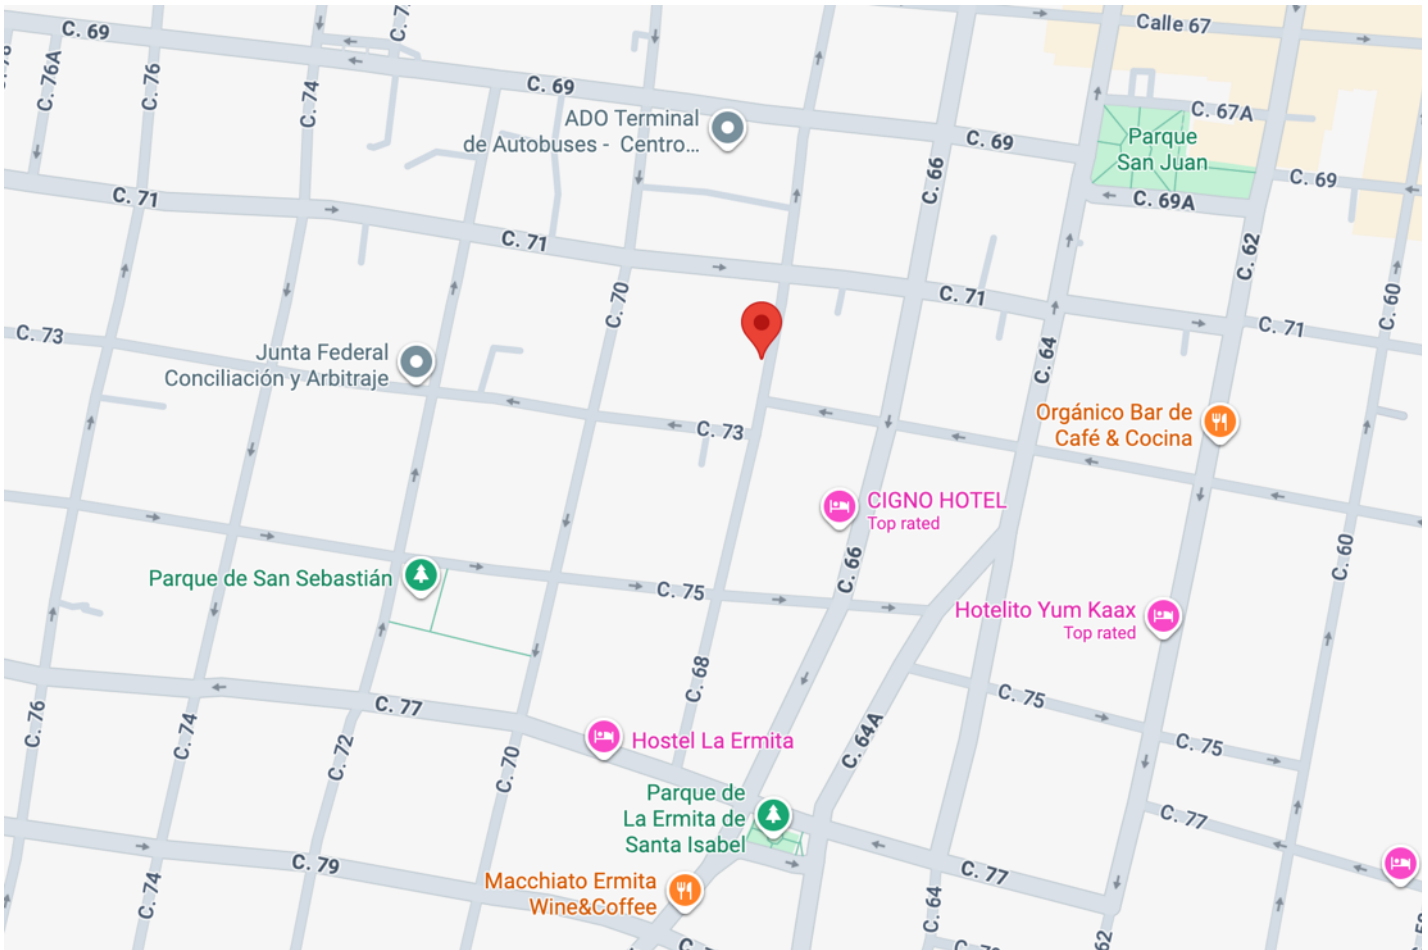 C. 69
C. 7
Calle 67
C. 76A
C. 76
C. 74
C. 69
ADO Terminal
de Autobuses - Centro...
C. 67A
Parque
San Juan
C. 69
C. 66
C. 69
C. 69A
C. 71
C. 71
C. 62
C. 70
C. 71
C. 60
C. 71
C. 73
Junta Federal
Conciliación y Arbitraje
C. 64
Orgánico Bar de
Café & Cocina
C. 73
CIGNO HOTEL
Top rated
C. 66
C. 60
Parque de San Sebastián
C. 75
Hotelito Yum Kaax
Top rated
C. 68
C. 75
C. 76
C. 74
C. 77
C. 72
C. 70
Hostel La Ermita
C. 64A
C. 75
Parque de
La Ermita de
Santa Isabel
C. 77
C. 79
C. 74
Macchiato Ermita
Wine&Coffee
C. 77
C. 64
62